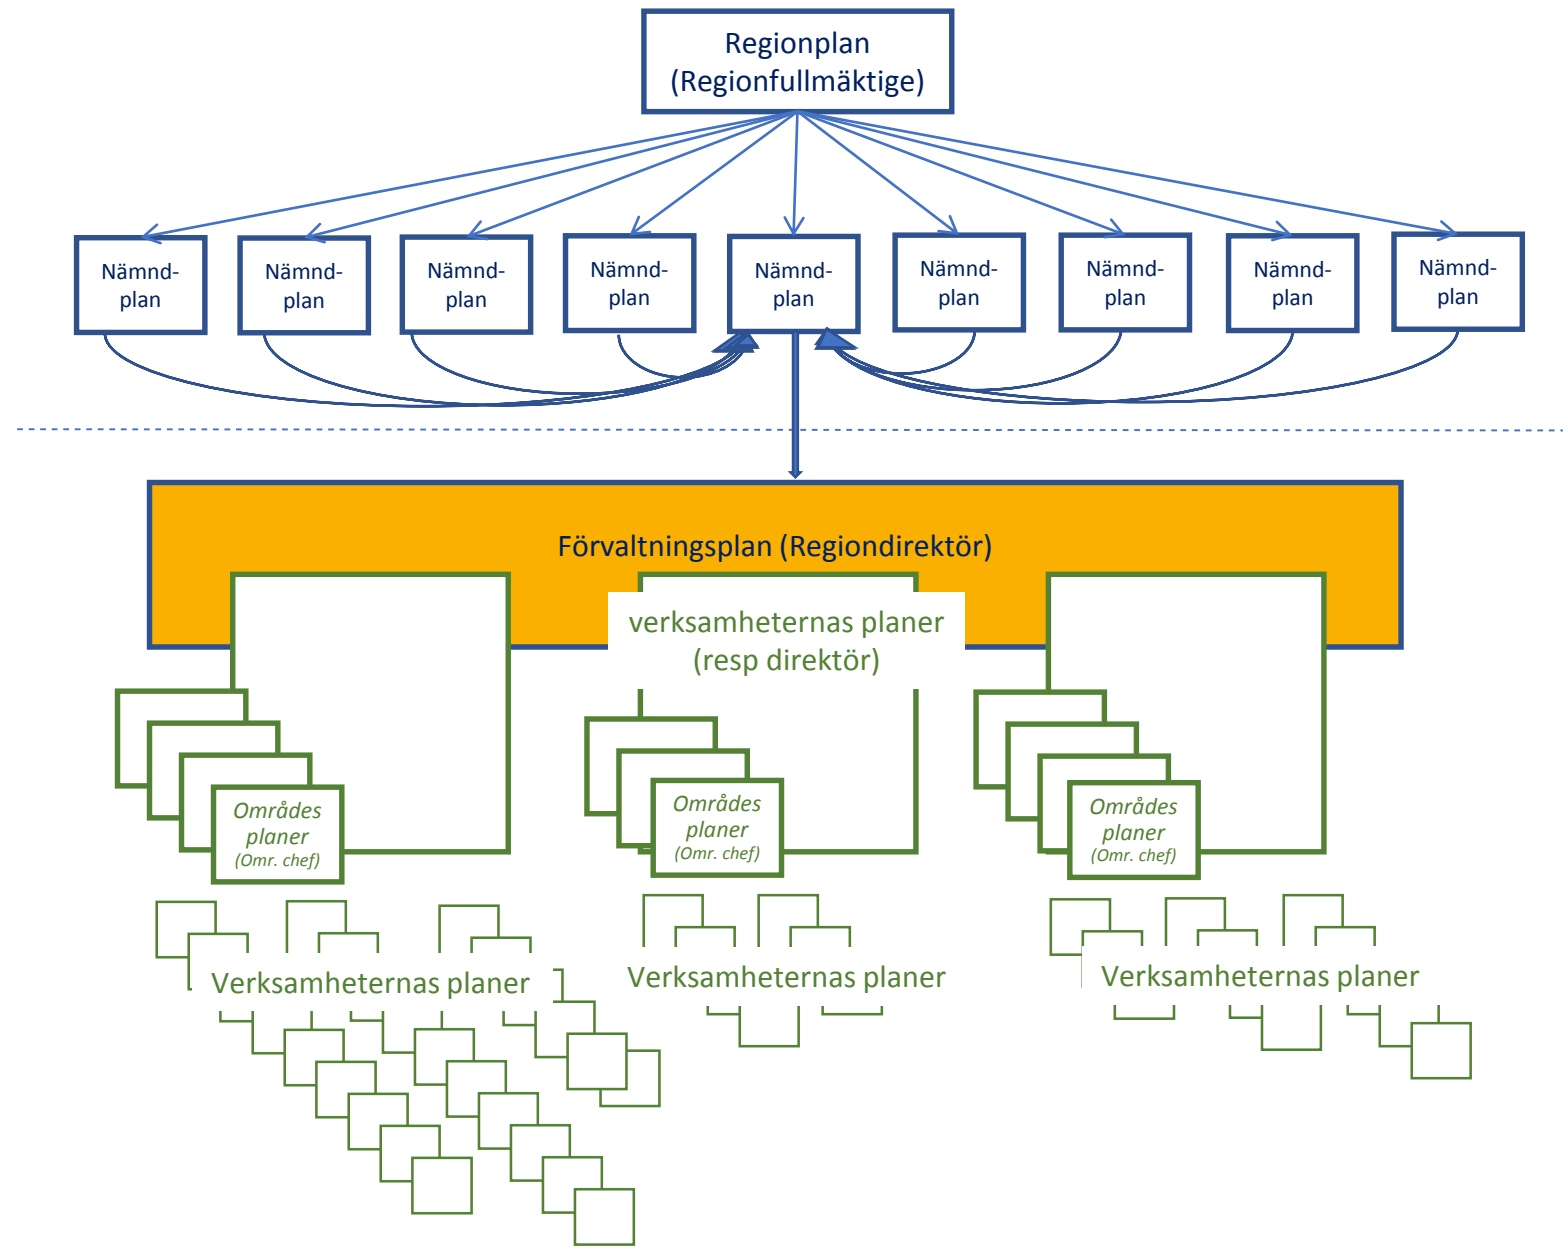 Regionplan
(Regionfullmäktige)
Nämnd-
plan
Nämnd-
plan
Nämnd-
plan
Nämnd-
plan
Nämnd-
plan
Nämnd-
plan
Nämnd-
plan
Nämnd-
plan
Nämnd-
plan
Förvaltningsplan (Regiondirektör)
verksamheternas planer
(resp direktör)
Områdes
planer
(Omr. chef)
Områdes
planer
(Omr. chef)
Områdes
planer
(Omr. chef)
Verksamheternas planer
Verksamheternas planer
Verksamheternas planer